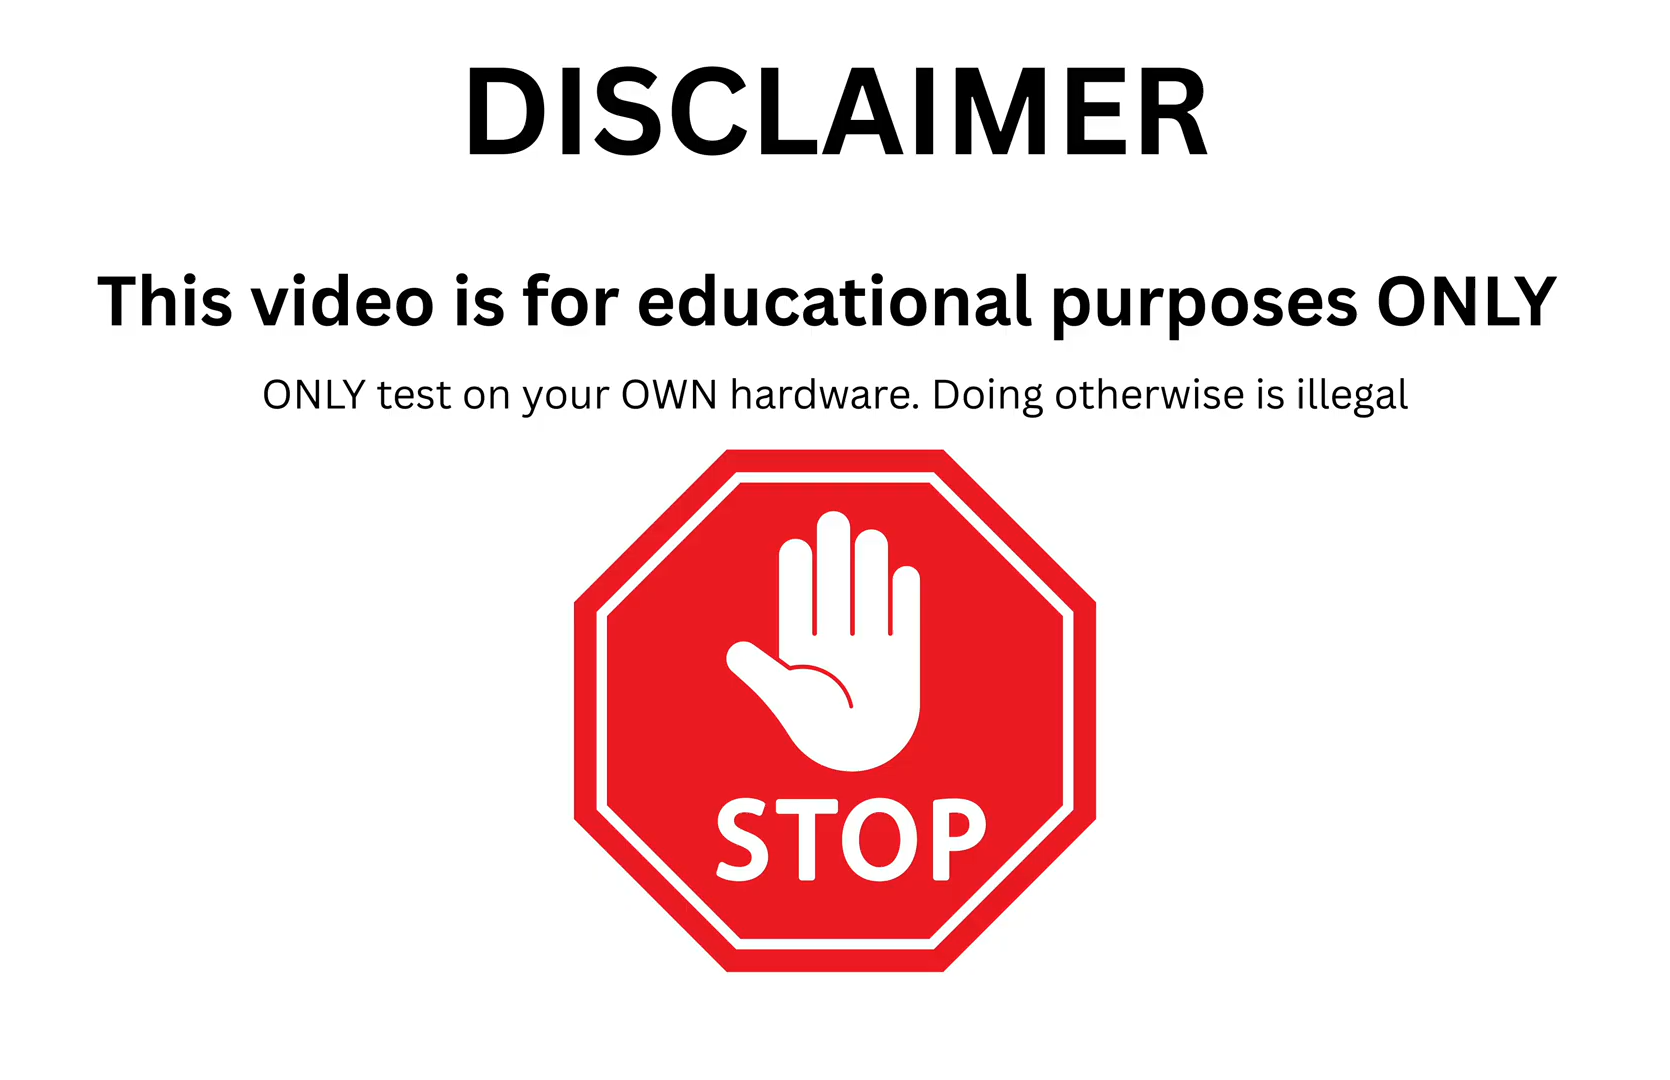 DISCLAIMER
This video is for educational purposes ONLY
ONLY test on your OWN hardware. Doing otherwise is illegal
STOP